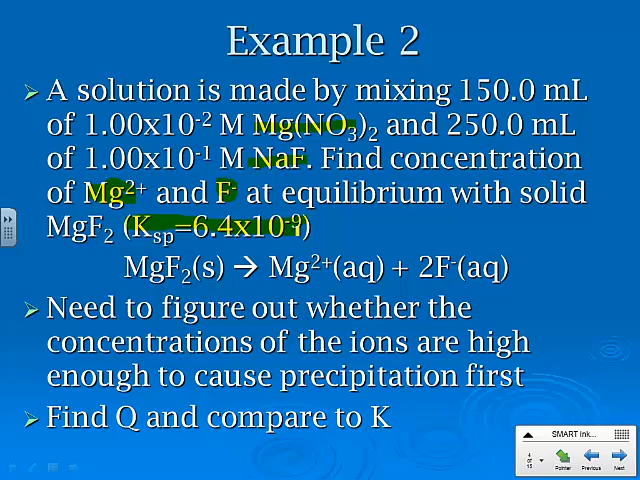 Example 2
➢ A solution is made by mixing 150.0 mL
of 1.00x10⁻² M Mg(NO₃)₂ and 250.0 mL
of 1.00x10⁻¹ M NaF. Find concentration
of Mg²⁺ and F⁻ at equilibrium with solid
MgF₂ (Kₛₚ=6.4x10⁻⁹)
MgF₂(s) → Mg²⁺(aq) + 2F⁻(aq)
➢ Need to figure out whether the
concentrations of the ions are high
enough to cause precipitation first
➢ Find Q and compare to K
SMART Ink...
4
of
15
Pointer Previous Next